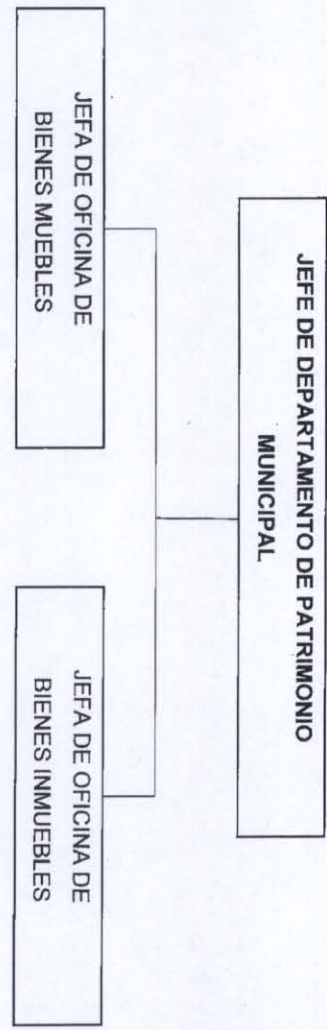 JEFE DE DEPARTAMENTO DE PATRIMONIO
MUNICIPAL
JEFA DE OFICINA DE
BIENES MUEBLES
JEFA DE OFICINA DE
BIENES INMUEBLES